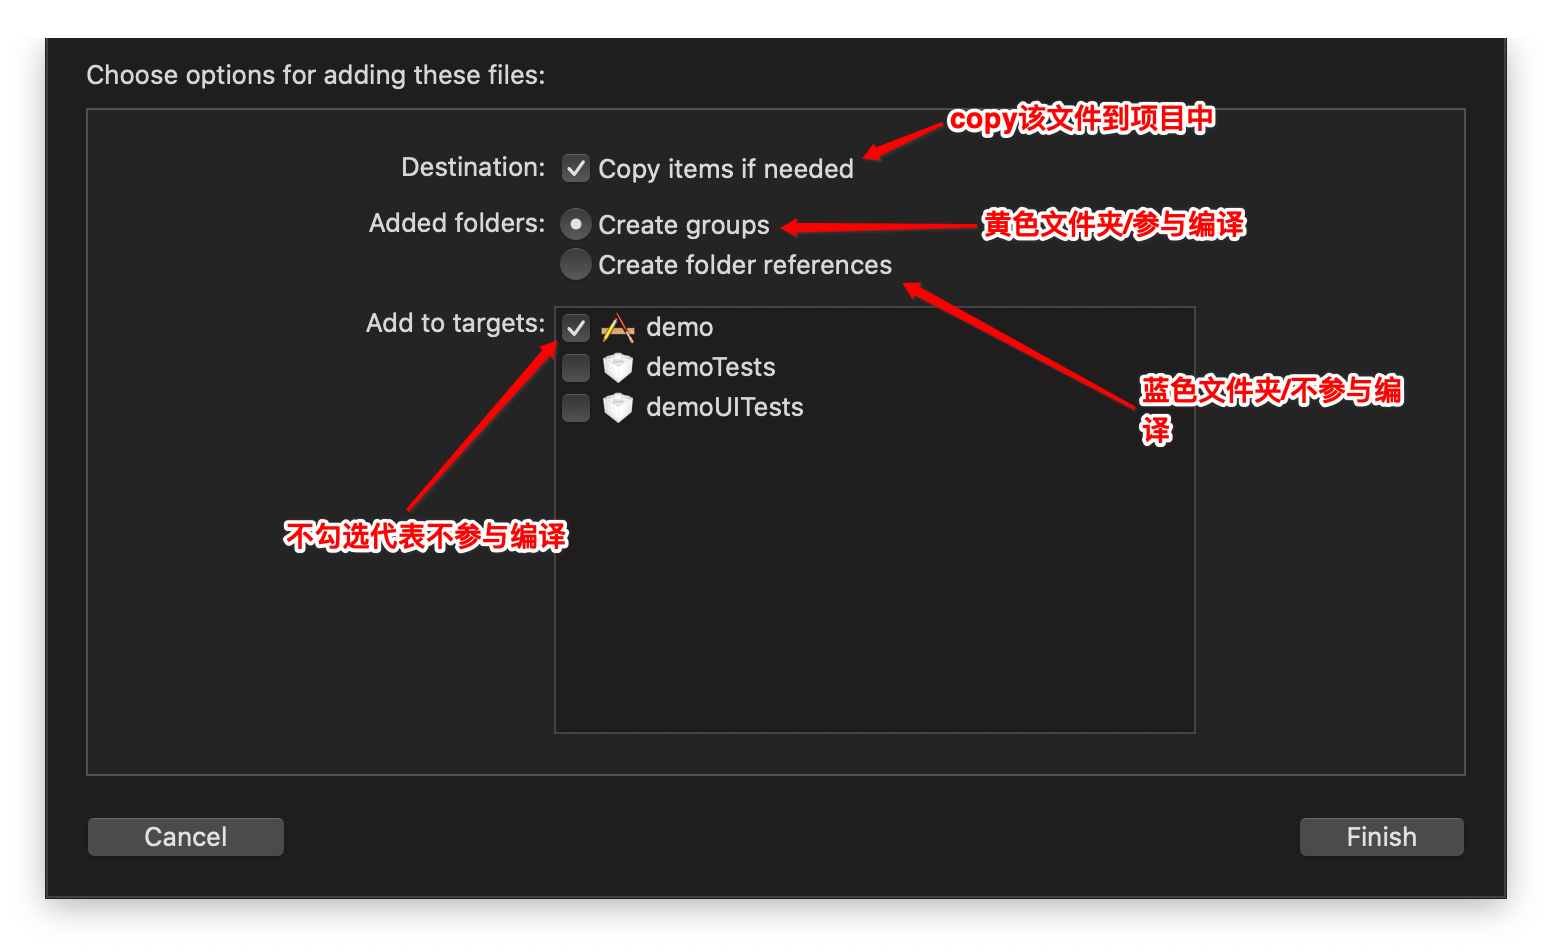 Choose options for adding these files:
copy该文件到项目中
Destination: Copy items if needed
Added folders: Create groups
黄色文件夹/参与编译
Create folder references
Add to targets: demo
demoTests
蓝色文件夹/不参与编
译
demoUITests
不勾选代表不参与编译
Cancel
Finish